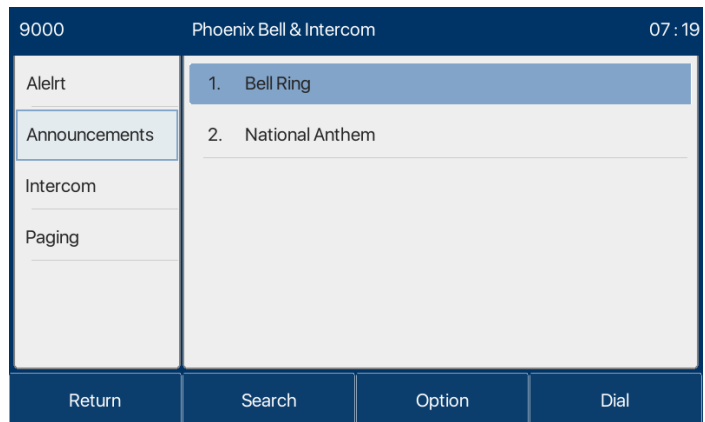 9000 Phoenix Bell & Intercom 07:19
Alelrt
Announcements
Intercom
Paging
1. Bell Ring
2. National Anthem
Return Search Option Dial